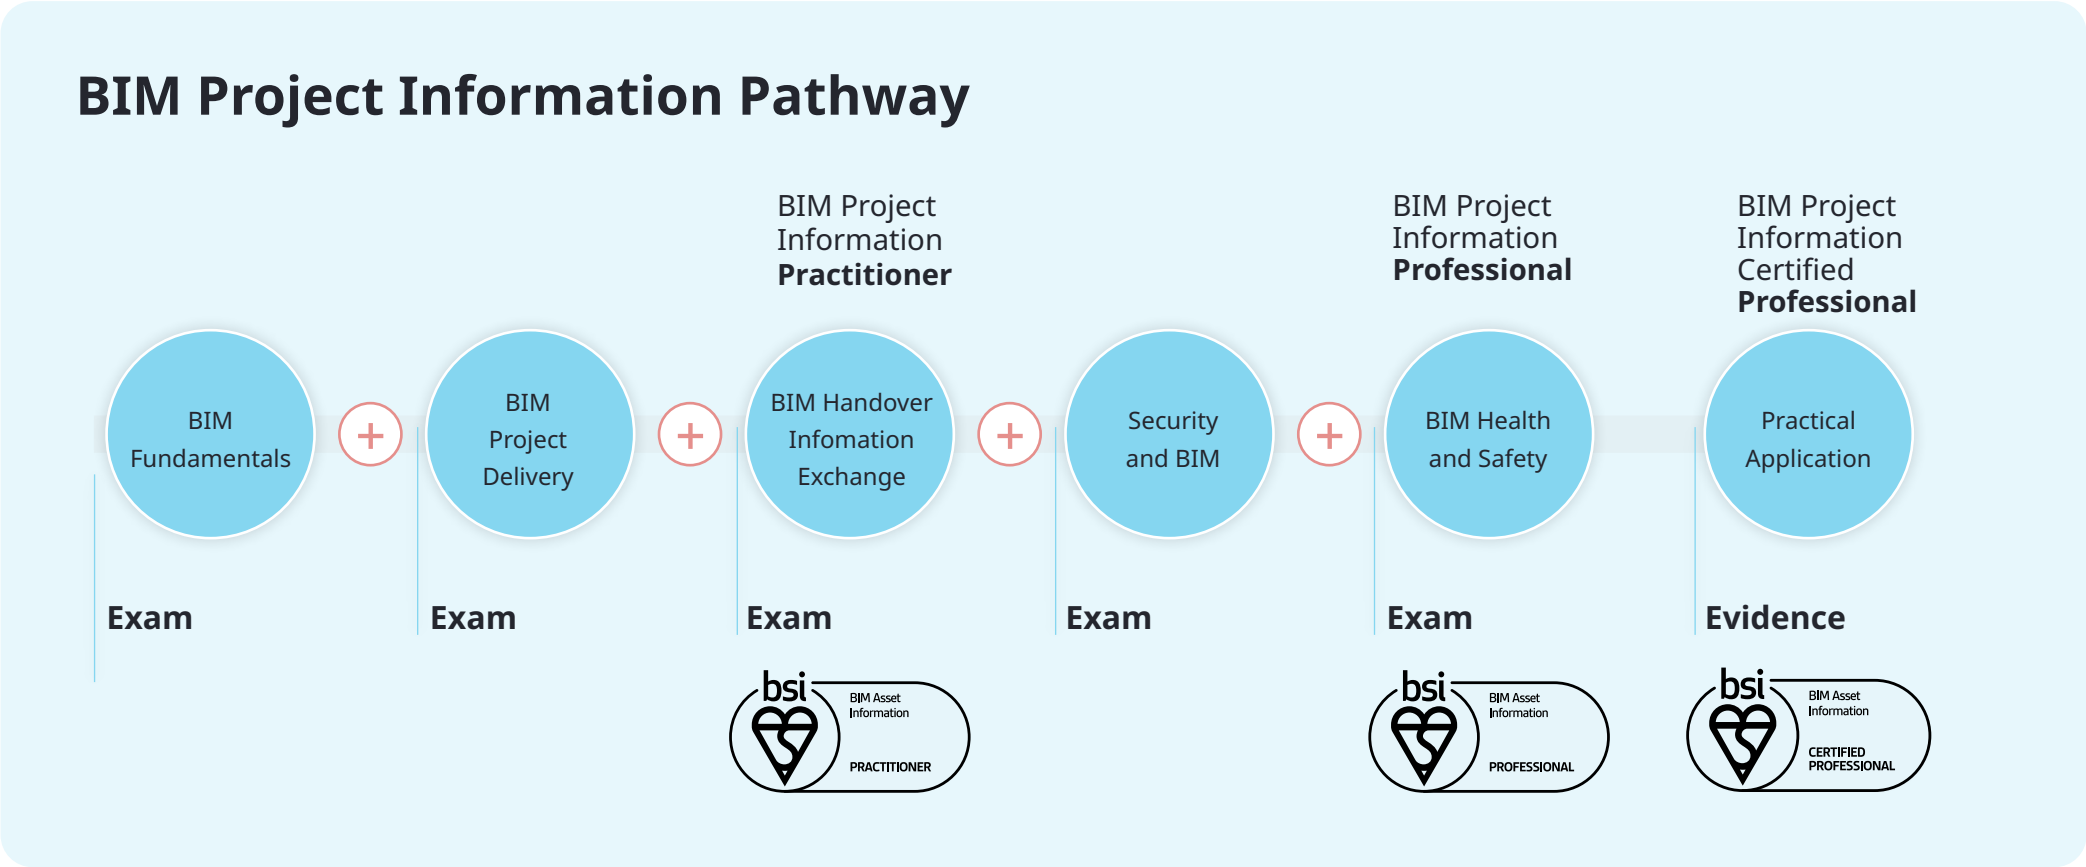 BIM Project Information Pathway
BIM Project
Information
Practitioner
BIM Project
Information
Professional
BIM Project
Information
Certified
Professional
BIM
Fundamentals
+
BIM
Project
Delivery
+
BIM Handover
Infomation
Exchange
+
Security
and BIM
+
BIM Health
and Safety
Practical
Application
Exam
Exam
Exam
Exam
Exam
Evidence
bsi
BIM Asset
Information
PRACTITIONER
bsi
BIM Asset
Information
PROFESSIONAL
bsi
BIM Asset
Information
CERTIFIED
PROFESSIONAL